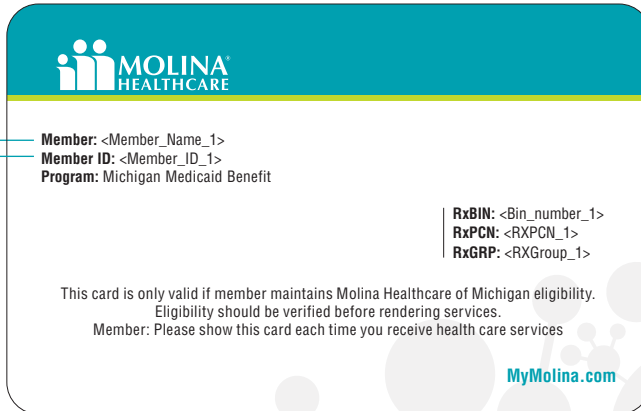 MOLINA®
HEALTHCARE
Member: <Member_Name_1>
Member ID: <Member_ID_1>
Program: Michigan Medicaid Benefit
RxBIN: <Bin_number_1>
RxPCN: <RXPCN_1>
RxGRP: <RXGroup_1>
This card is only valid if member maintains Molina Healthcare of Michigan eligibility.
Eligibility should be verified before rendering services.
Member: Please show this card each time you receive health care services
MyMolina.com